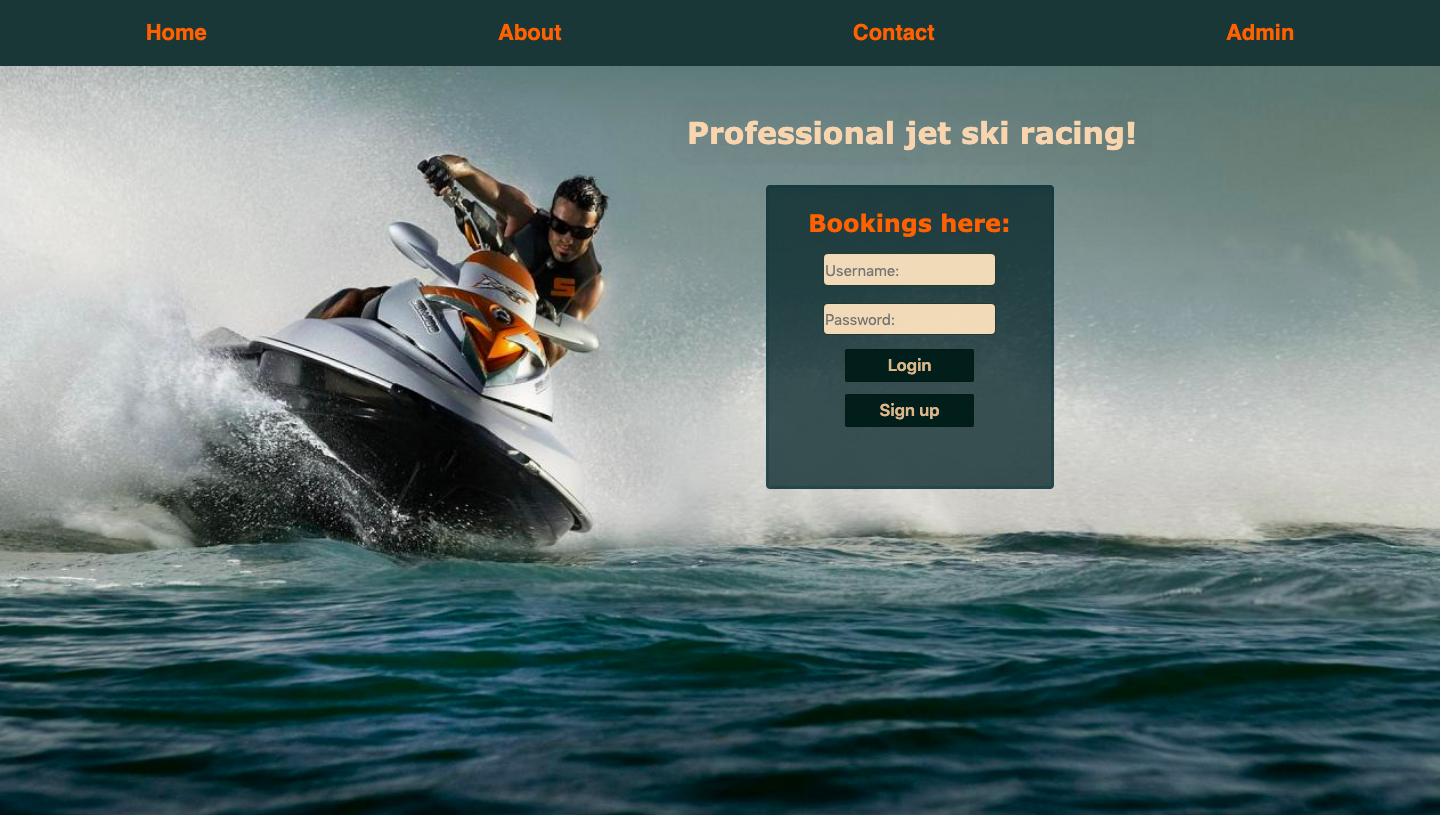 Home
About
Contact
Admin
Professional jet ski racing!
Bookings here:
Username:
Password:
Login
Sign up
S